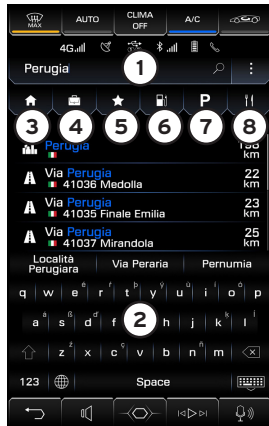 MAX AUTO CLIMA OFF A/C
4G
Perugia
1
3 4 5 6 7 8
Perugia 198 km
Via Perugia 22 km
41036 Medolla
Via Perugia 23 km
41035 Finale Emilia
Via Perugia 25 km
41037 Mirandola
Località Perugiara Via Peraria Pernumia
q w e r t y u i o p
a s d f 2 h j k l
z x c v b n m
123 Space